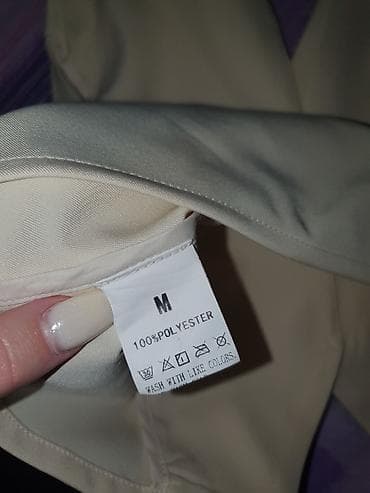 M
100%POLYESTER
WASH WITH LIKE COLORS.